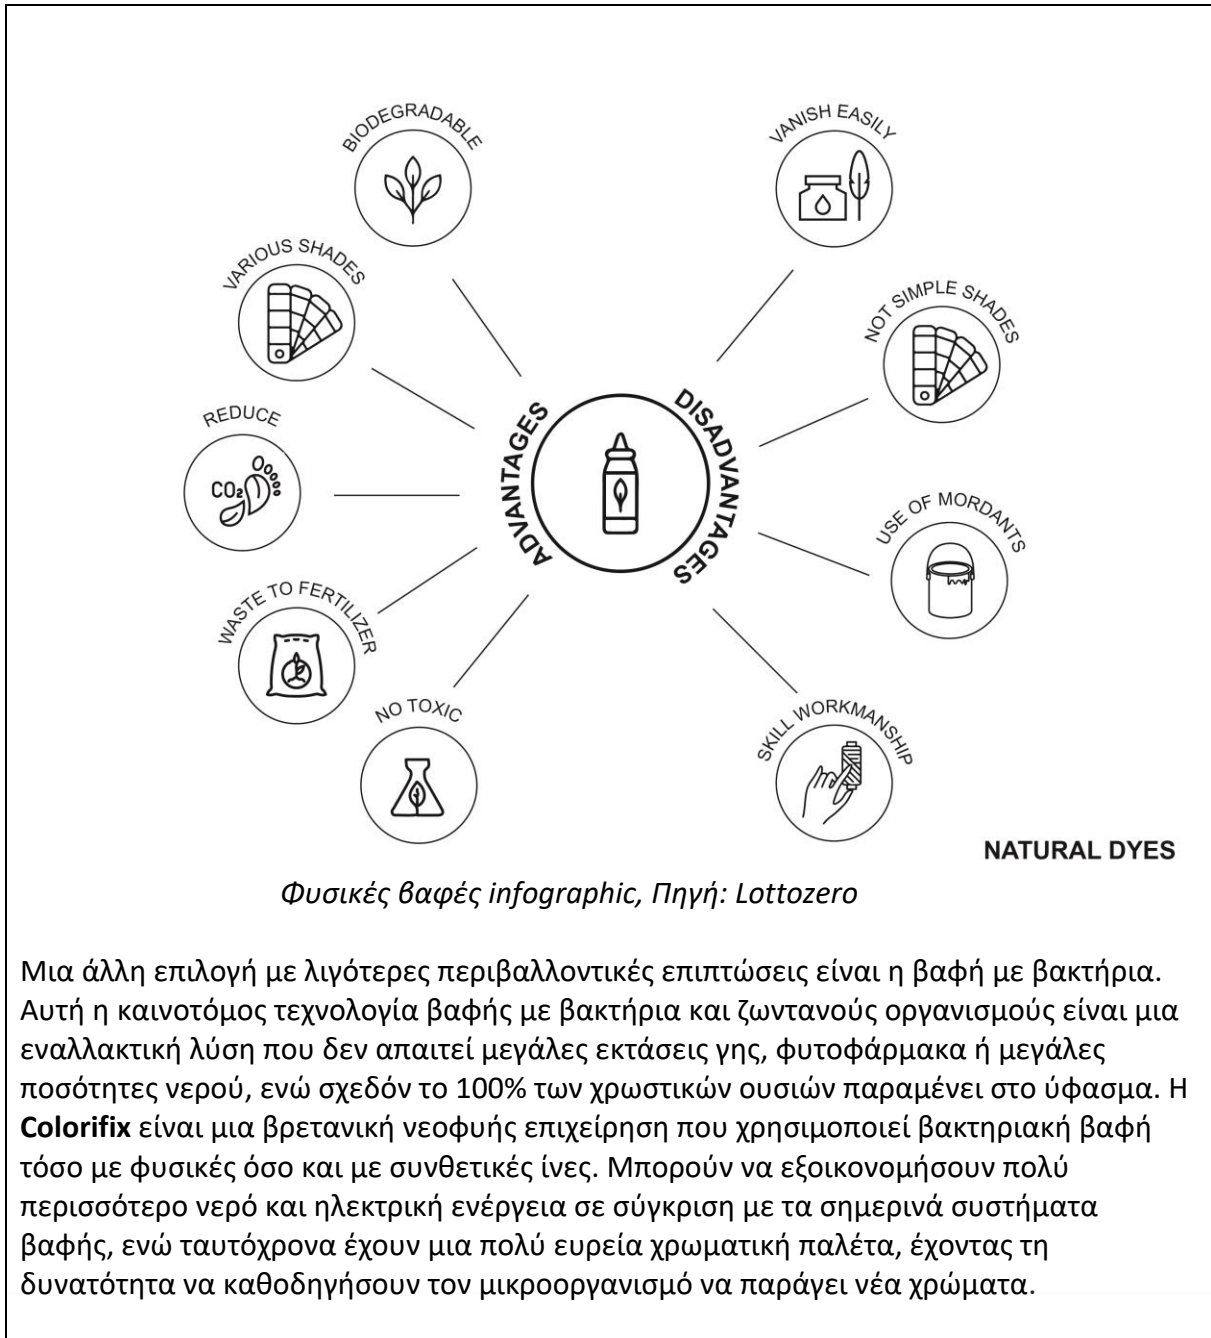 BIODEGRADABLE
VARIOUS SHADES
REDUCE
CO₂
WASTE TO FERTILIZER
NO TOXIC
ADVANTAGES
DISADVANTAGES
VANISH EASILY
NOT SIMPLE SHADES
USE OF MORDANTS
SKILL WORKMANSHIP
NATURAL DYES
Φυσικές βαφές infographic, Πηγή: Lottozero
Μια άλλη επιλογή με λιγότερες περιβαλλοντικές επιπτώσεις είναι η βαφή με βακτήρια.
Αυτή η καινοτόμος τεχνολογία βαφής με βακτήρια και ζωντανούς οργανισμούς είναι μια
εναλλακτική λύση που δεν απαιτεί μεγάλες εκτάσεις γης, φυτοφάρμακα ή μεγάλες
ποσότητες νερού, ενώ σχεδόν το 100% των χρωστικών ουσιών παραμένει στο ύφασμα. Η
Colorifix είναι μια βρετανική νεοφυής επιχείρηση που χρησιμοποιεί βακτηριακή βαφή
τόσο με φυσικές όσο και με συνθετικές ίνες. Μπορούν να εξοικονομήσουν πολύ
περισσότερο νερό και ηλεκτρική ενέργεια σε σύγκριση με τα σημερινά συστήματα
βαφής, ενώ ταυτόχρονα έχουν μια πολύ ευρεία χρωματική παλέτα, έχοντας τη
δυνατότητα να καθοδηγήσουν τον μικροοργανισμό να παράγει νέα χρώματα.